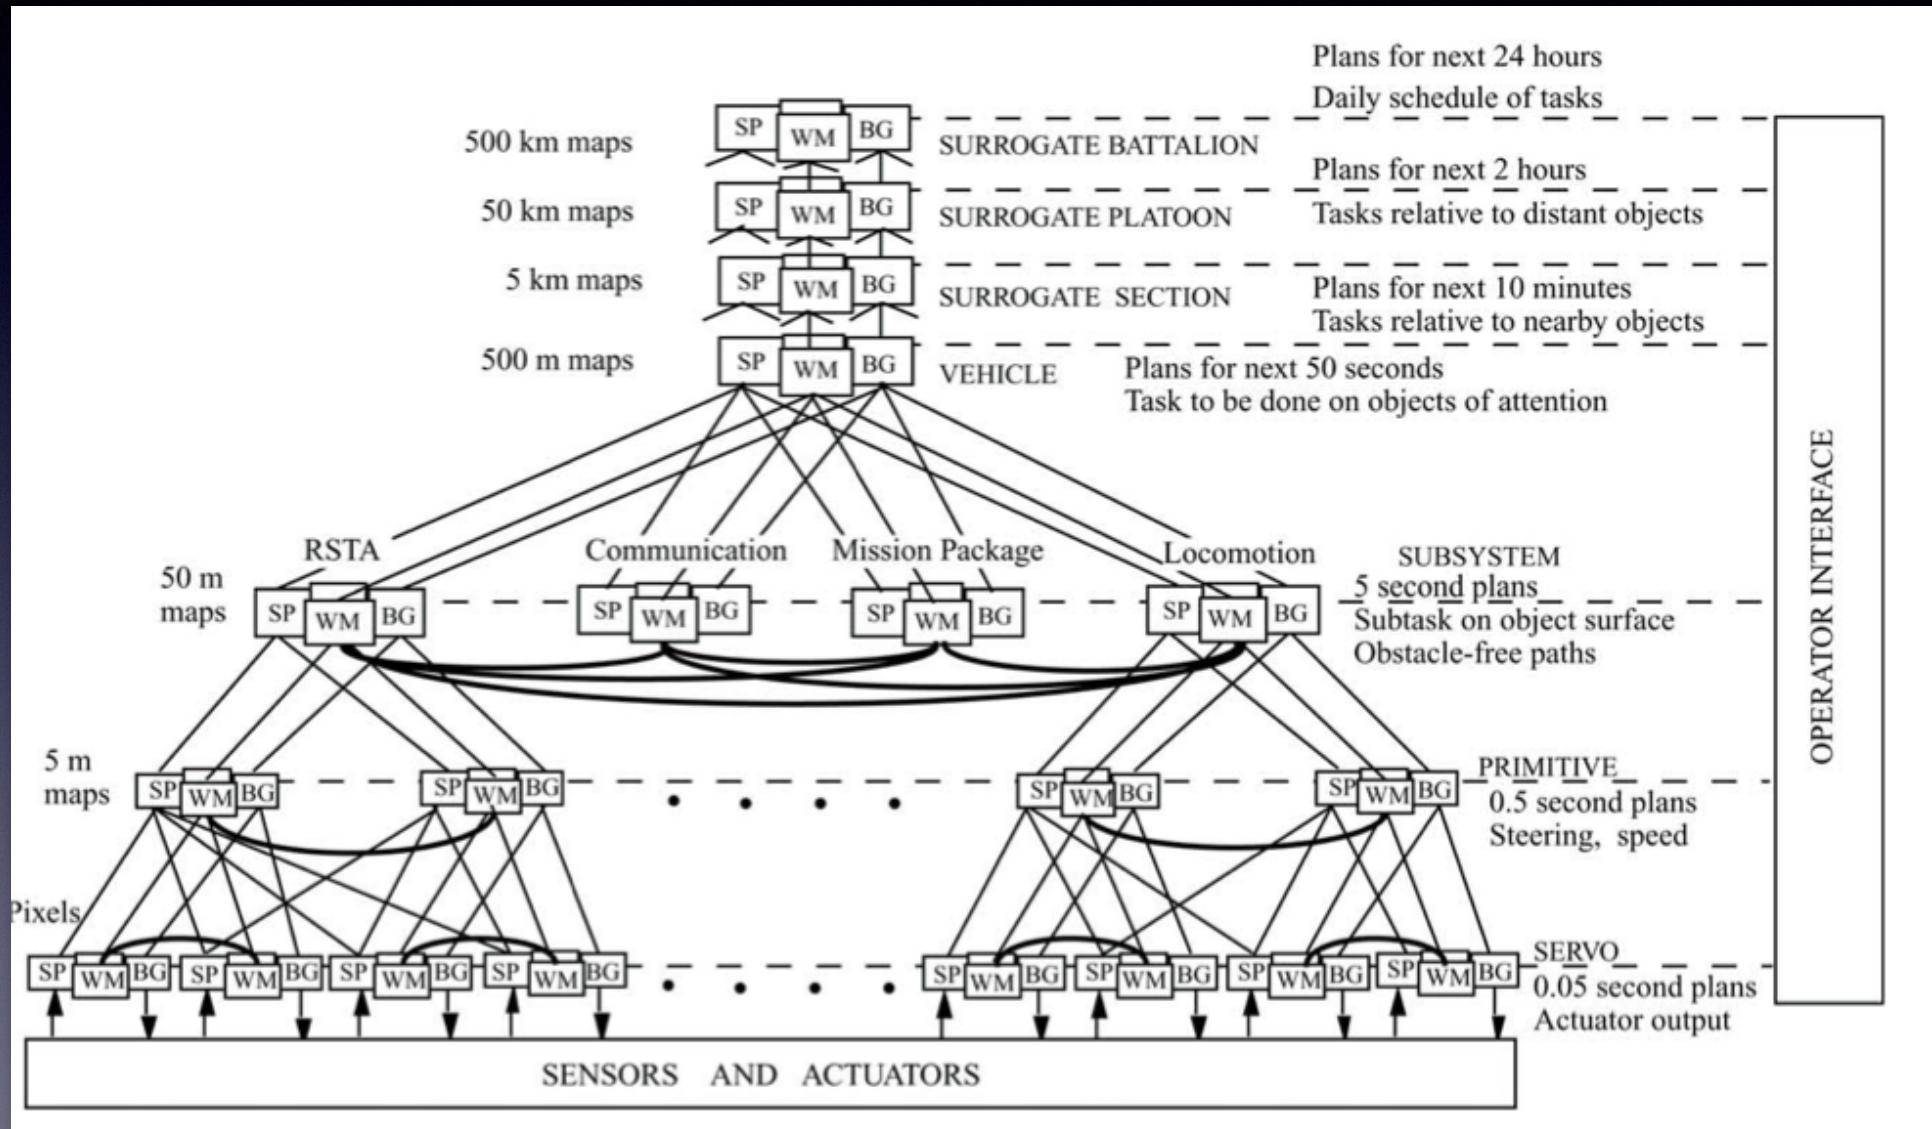 Plans for next 24 hours
Daily schedule of tasks
SP WM BG
500 km maps
SURROGATE BATTALION
Plans for next 2 hours
SP WM BG
50 km maps
SURROGATE PLATOON
Tasks relative to distant objects
SP WM BG
5 km maps
SURROGATE SECTION
Plans for next 10 minutes
Tasks relative to nearby objects
SP WM BG
500 m maps
VEHICLE
Plans for next 50 seconds
Task to be done on objects of attention
OPERATOR INTERFACE
RSTA
Communication
Mission Package
Locomotion
SUBSYSTEM
50 m
maps
SP WM BG
SP WM BG
SP WM BG
SP WM BG
5 second plans
Subtask on object surface
Obstacle-free paths
5 m
maps
SP WM BG
SP WM BG
SP WM BG
SP WM BG
PRIMITIVE
0.5 second plans
Steering, speed
Pixels
SP WM BG
SP WM BG
SP WM BG
SP WM BG
SP WM BG
SP WM BG
SP WM BG
SP WM BG
SERVO
0.05 second plans
Actuator output
SENSORS AND ACTUATORS